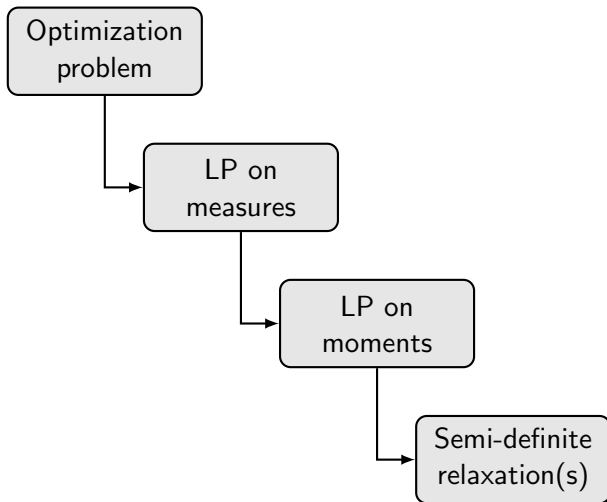 Optimization
problem
LP on
measures
LP on
moments
Semi-definite
relaxation(s)